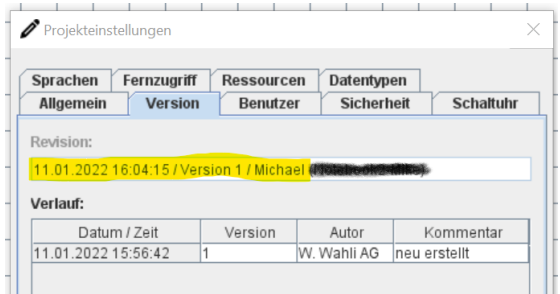 Projekteinstellungen
Sprachen Fernzugriff Ressourcen Datentypen
Allgemein Version Benutzer Sicherheit Schaltuhr
Revision:
11.01.2022 16:04:15 / Version 1 / Michael
Verlauf:
Datum / Zeit Version Autor Kommentar
11.01.2022 15:56:42 1 W. Wahli AG neu erstellt